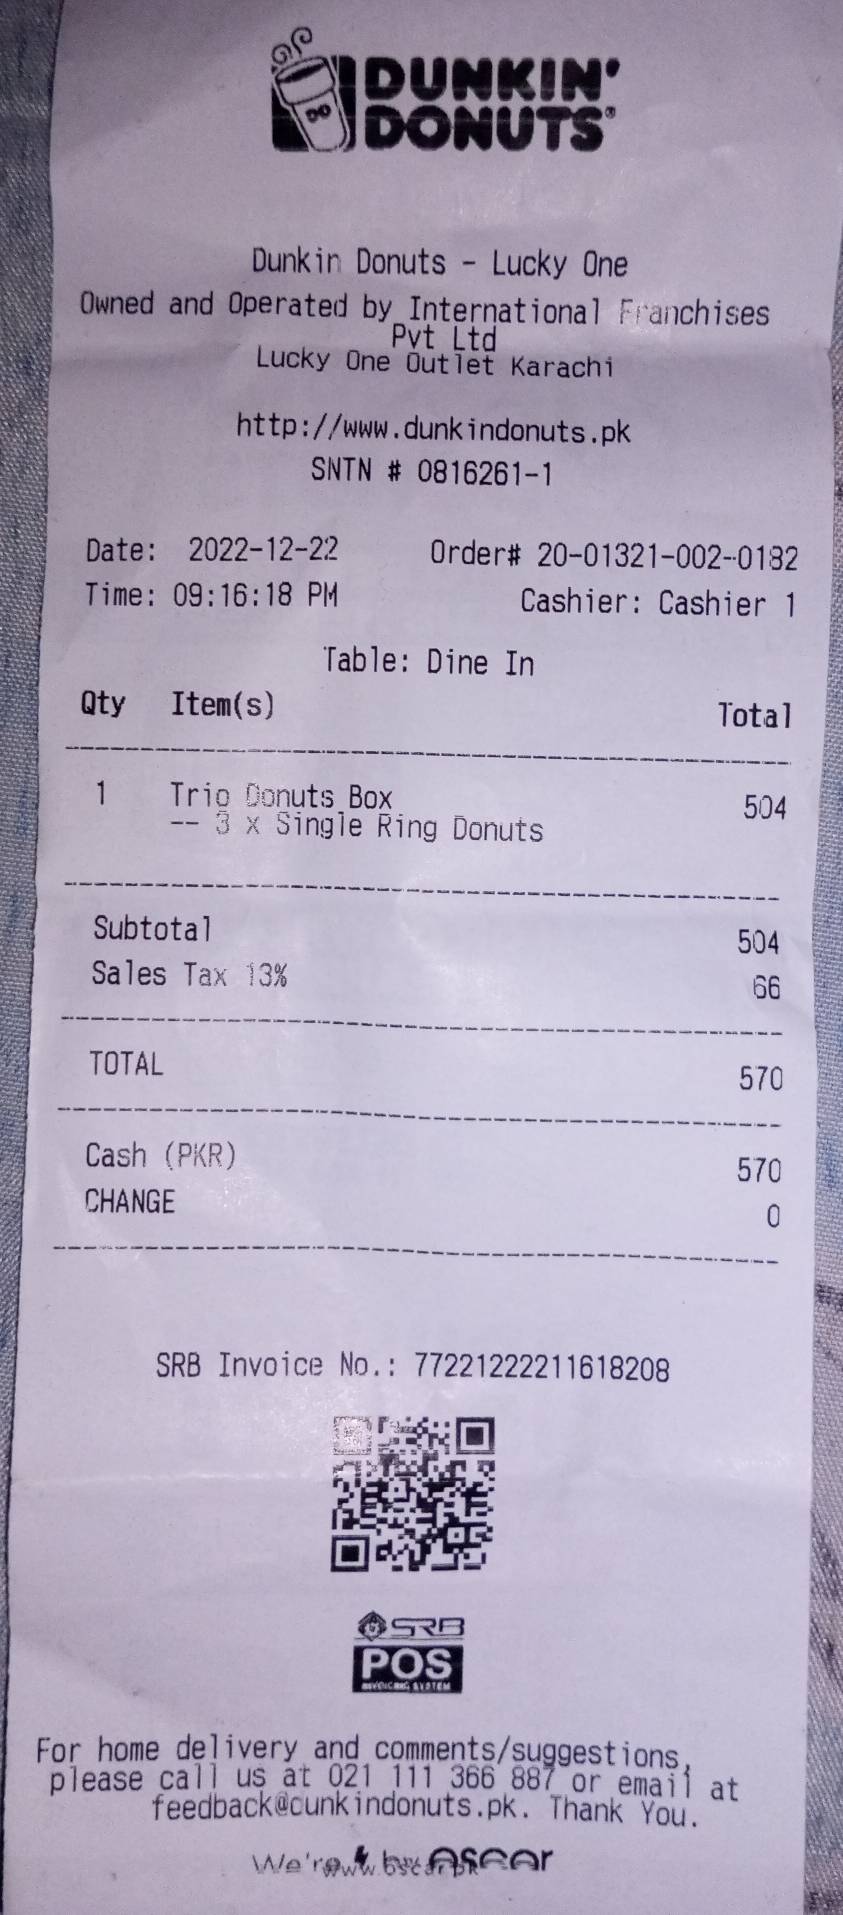 DUNKIN'
DONUTS®
DD
Dunkin Donuts - Lucky One
Owned and Operated by International Franchises
Pvt Ltd
Lucky One Outlet Karachi
http://www.dunkindonuts.pk
SNTN # 0816261-1
Date: 2022-12-22 Order# 20-01321-002-0182
Time: 09:16:18 PM Cashier: Cashier 1
Table: Dine In
Qty Item(s) Total
1 Trio Donuts Box 504
-- 3 x Single Ring Donuts
Subtotal 504
Sales Tax 13% 66
TOTAL 570
Cash (PKR) 570
CHANGE 0
SRB Invoice No.: 77221222211618208
SRB
POS
INVOICING SYSTEM
For home delivery and comments/suggestions,
please call us at 021 111 366 887 or email at
feedback@cunkindonuts.pk. Thank You.
We're by